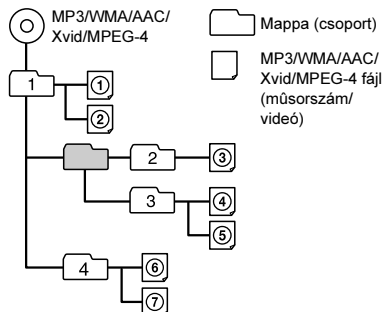 MP3/WMA/AAC/
Xvid/MPEG-4
Mappa (csoport)
MP3/WMA/AAC/
Xvid/MPEG-4 fájl
(műsorszám/
videó)
1
①
②
2
③
3
④
⑤
4
⑥
⑦